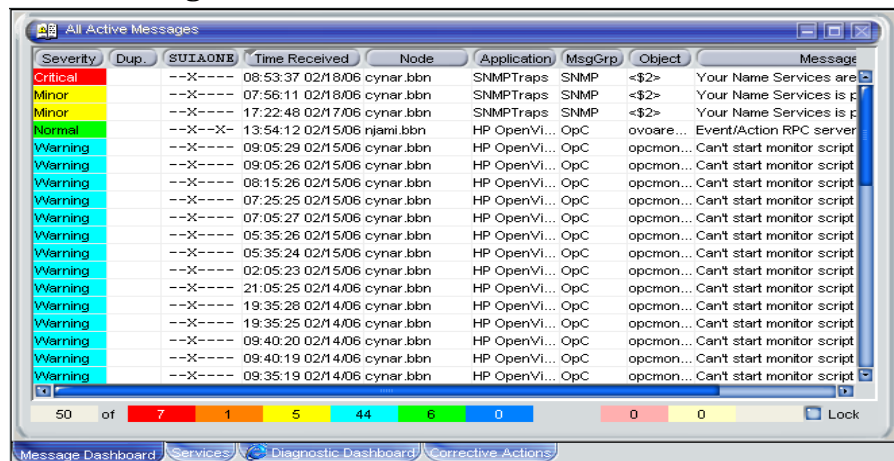 All Active Messages
Severity Dup. SUIAONE Time Received Node Application MsgGrp Object Message
Critical --X---- 08:53:37 02/18/06 cynar.bbn SNMPTraps SNMP <$2> Your Name Services are
Minor --X---- 07:56:11 02/18/06 cynar.bbn SNMPTraps SNMP <$2> Your Name Services is p
Minor --X---- 17:22:48 02/17/06 cynar.bbn SNMPTraps SNMP <$2> Your Name Services is p
Normal --X--X- 13:54:12 02/15/06 njami.bbn HP OpenVi... OpC ovoare... Event/Action RPC server
Warning --X---- 09:05:29 02/15/06 cynar.bbn HP OpenVi... OpC opcmon... Can't start monitor script
Warning --X---- 09:05:26 02/15/06 cynar.bbn HP OpenVi... OpC opcmon... Can't start monitor script
Warning --X---- 08:15:26 02/15/06 cynar.bbn HP OpenVi... OpC opcmon... Can't start monitor script
Warning --X---- 07:25:25 02/15/06 cynar.bbn HP OpenVi... OpC opcmon... Can't start monitor script
Warning --X---- 07:05:27 02/15/06 cynar.bbn HP OpenVi... OpC opcmon... Can't start monitor script
Warning --X---- 05:35:26 02/15/06 cynar.bbn HP OpenVi... OpC opcmon... Can't start monitor script
Warning --X---- 05:35:24 02/15/06 cynar.bbn HP OpenVi... OpC opcmon... Can't start monitor script
Warning --X---- 02:05:23 02/15/06 cynar.bbn HP OpenVi... OpC opcmon... Can't start monitor script
Warning --X---- 21:05:25 02/14/06 cynar.bbn HP OpenVi... OpC opcmon... Can't start monitor script
Warning --X---- 19:35:28 02/14/06 cynar.bbn HP OpenVi... OpC opcmon... Can't start monitor script
Warning --X---- 19:35:25 02/14/06 cynar.bbn HP OpenVi... OpC opcmon... Can't start monitor script
Warning --X---- 09:40:20 02/14/06 cynar.bbn HP OpenVi... OpC opcmon... Can't start monitor script
Warning --X---- 09:40:19 02/14/06 cynar.bbn HP OpenVi... OpC opcmon... Can't start monitor script
Warning --X---- 09:35:19 02/14/06 cynar.bbn HP OpenVi... OpC opcmon... Can't start monitor script
50 of 7 1 5 44 6 0 0 0 Lock
Message Dashboard Services Diagnostic Dashboard Corrective Actions